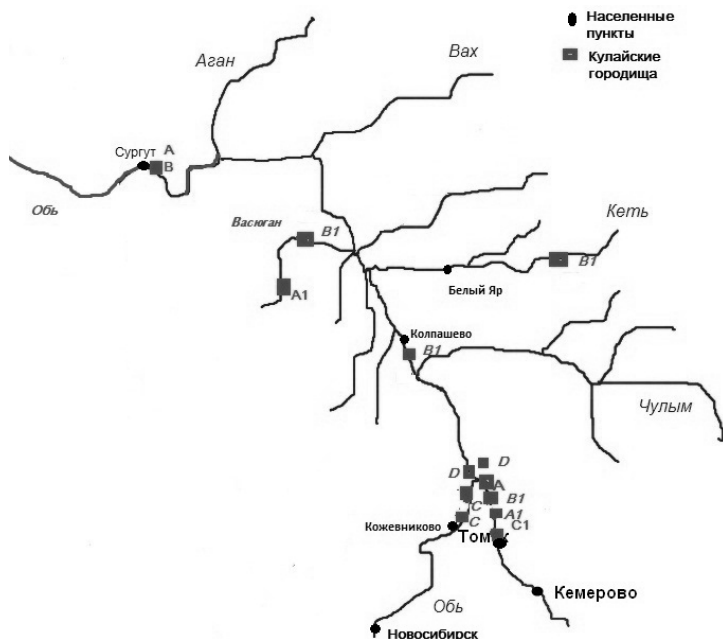 Населенные
пункты
Кулайские
городища
Аган
Вах
Сургут
A
B
Обь
Васюган
B1
A1
Кеть
B1
Белый Яр
Колпашево
B1
Чулым
D
D
A
B1
C
A1
C
C1
Кожевниково
Томск
Кемерово
Обь
Новосибирск